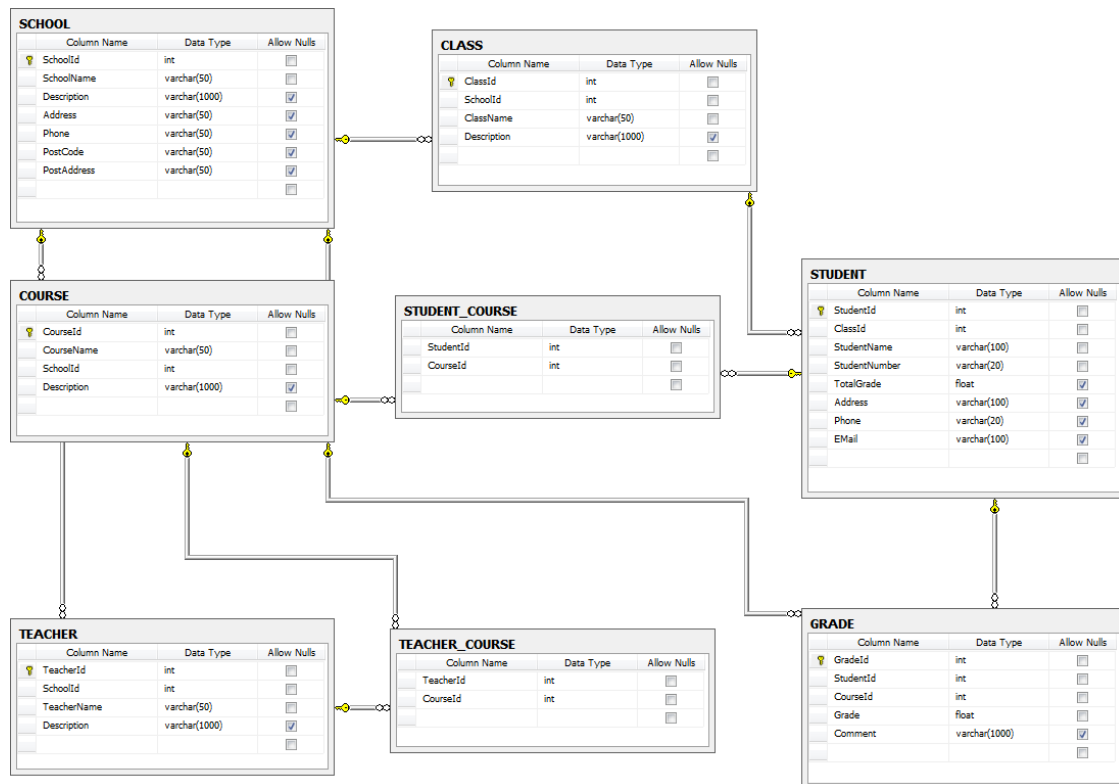 SCHOOL
Column Name Data Type Allow Nulls
SchoolId int
SchoolName varchar(50)
Description varchar(1000)
Address varchar(50)
Phone varchar(50)
PostCode varchar(50)
PostAddress varchar(50)
CLASS
Column Name Data Type Allow Nulls
ClassId int
SchoolId int
ClassName varchar(50)
Description varchar(1000)
COURSE
Column Name Data Type Allow Nulls
CourseId int
CourseName varchar(50)
SchoolId int
Description varchar(1000)
STUDENT_COURSE
Column Name Data Type Allow Nulls
StudentId int
CourseId int
STUDENT
Column Name Data Type Allow Nulls
StudentId int
ClassId int
StudentName varchar(100)
StudentNumber varchar(20)
TotalGrade float
Address varchar(100)
Phone varchar(20)
EMail varchar(100)
TEACHER
Column Name Data Type Allow Nulls
TeacherId int
SchoolId int
TeacherName varchar(50)
Description varchar(1000)
TEACHER_COURSE
Column Name Data Type Allow Nulls
TeacherId int
CourseId int
GRADE
Column Name Data Type Allow Nulls
GradeId int
StudentId int
CourseId int
Grade float
Comment varchar(1000)